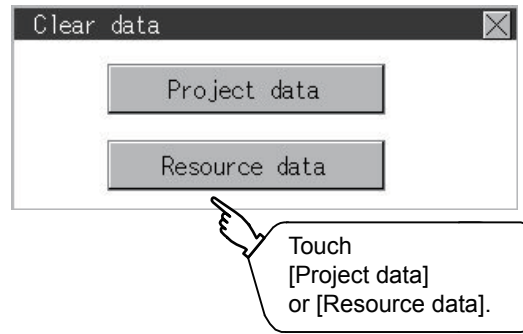 Clear data
Project data
Resource data
Touch
[Project data]
or [Resource data].